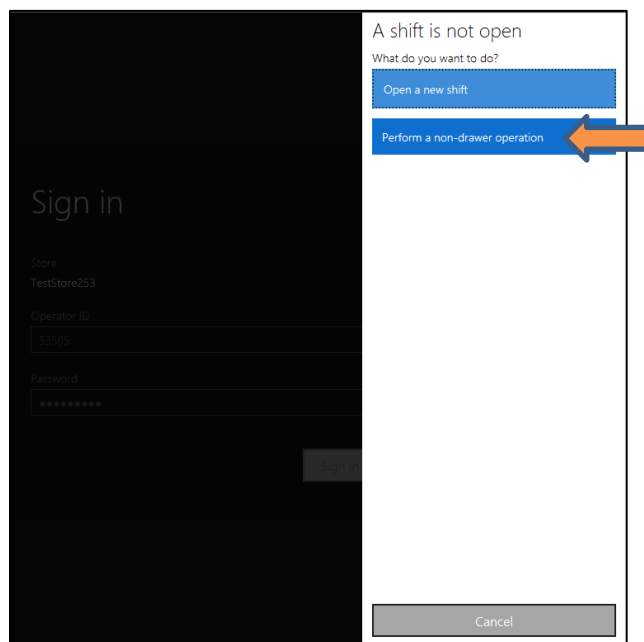 A shift is not open
What do you want to do?
Open a new shift
Perform a non-drawer operation
Sign in
Store
TestStore253
Operator ID
53505
Password
●●●●●●●●●
Sign in
Cancel